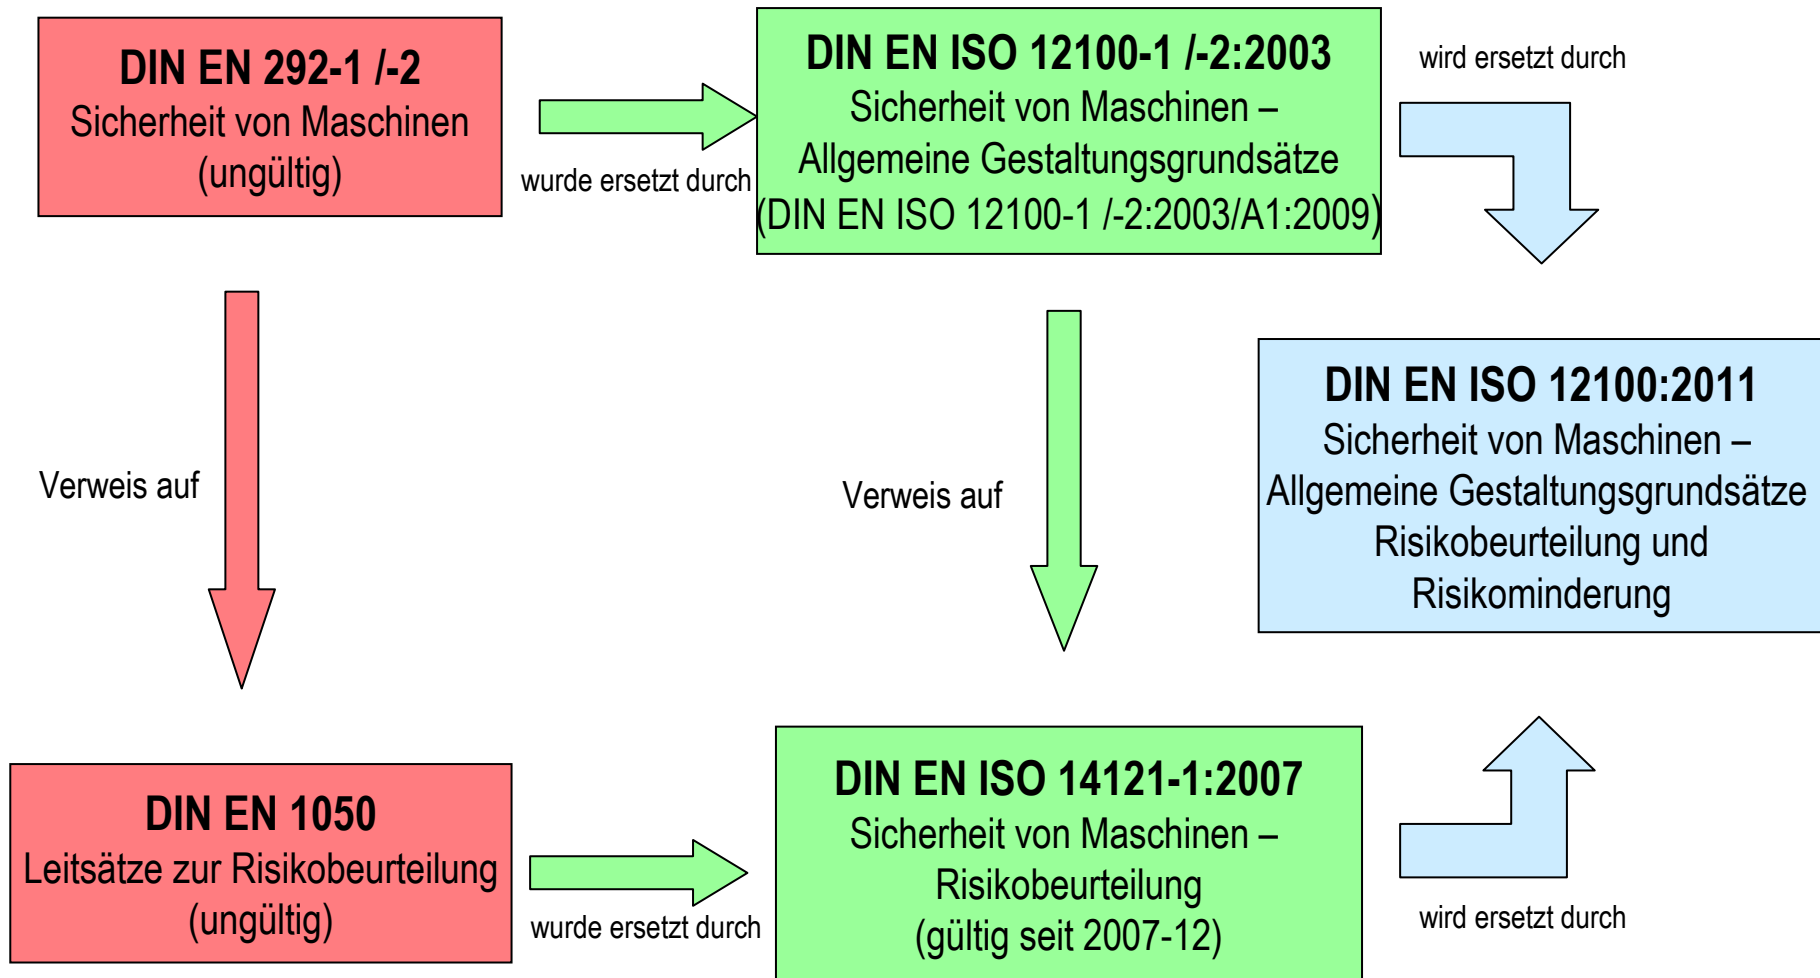 DIN EN 292-1 /-2
Sicherheit von Maschinen
(ungültig)
wurde ersetzt durch
DIN EN ISO 12100-1 /-2:2003
Sicherheit von Maschinen –
Allgemeine Gestaltungsgrundsätze
(DIN EN ISO 12100-1 /-2:2003/A1:2009)
wird ersetzt durch
Verweis auf
Verweis auf
DIN EN ISO 12100:2011
Sicherheit von Maschinen –
Allgemeine Gestaltungsgrundsätze
Risikobeurteilung und
Risikominderung
DIN EN 1050
Leitsätze zur Risikobeurteilung
(ungültig)
wurde ersetzt durch
DIN EN ISO 14121-1:2007
Sicherheit von Maschinen –
Risikobeurteilung
(gültig seit 2007-12)
wird ersetzt durch